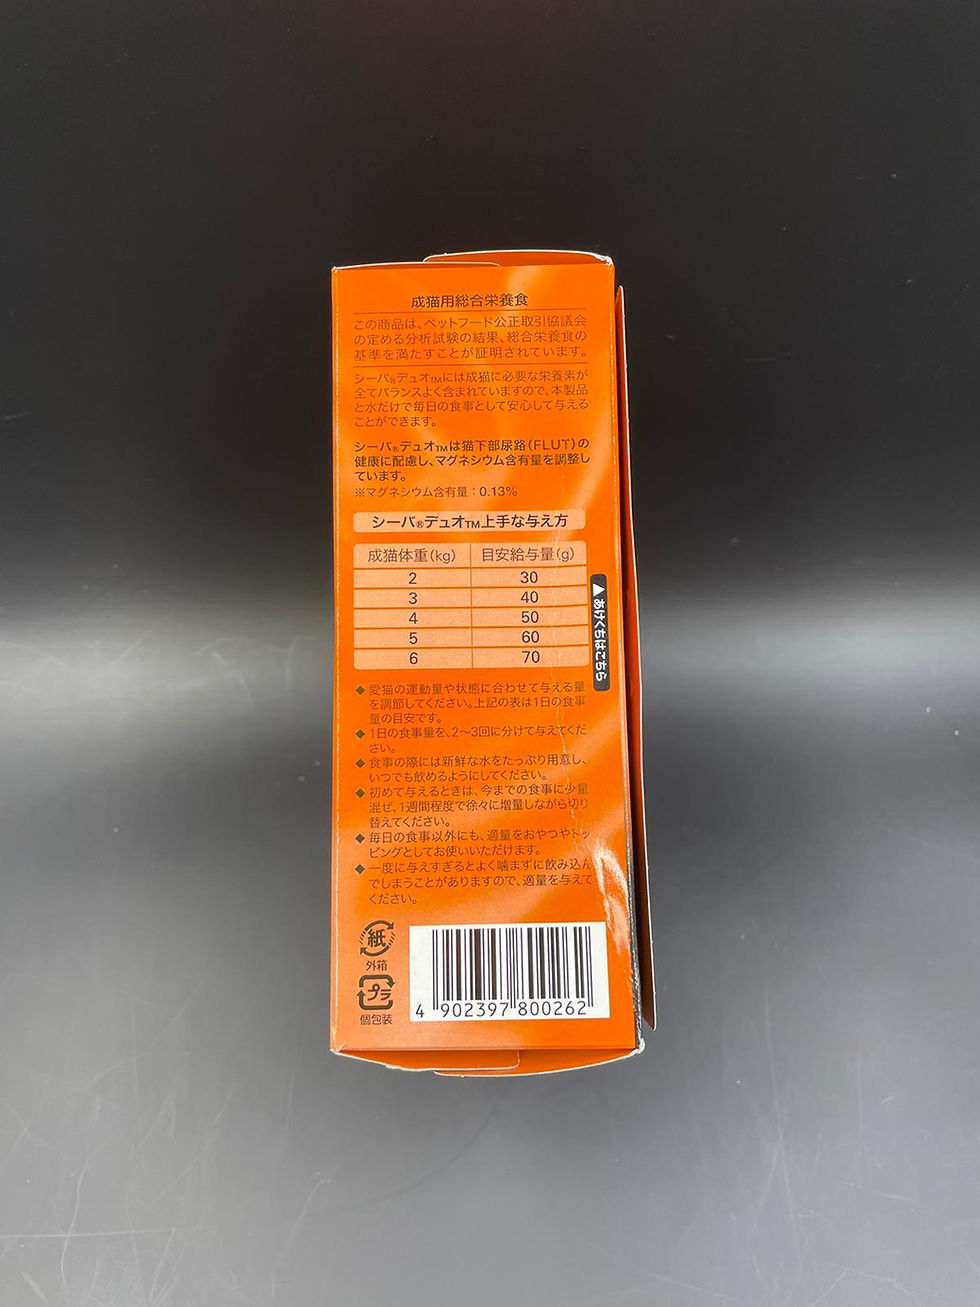 成猫用総合栄養食
この商品は、ペットフード公正取引協議会
の定める分析試験の結果、総合栄養食の
基準を満たすことが証明されています。
シーバ®デュオ™には成猫に必要な栄養素が
全てバランスよく含まれていますので、本製品
と水だけで毎日の食事として安心して与える
ことができます。
シーバ®デュオ™は猫下部尿路(FLUT)の
健康に配慮し、マグネシウム含有量を調整し
ています。
※マグネシウム含有量：0.13%
シーバ®デュオ™上手な与え方
成猫体重(kg) 目安給与量(g)
2 30
3 40
4 50
5 60
6 70
▲あけくちはこちら
◆愛猫の運動量や状態に合わせて与える量
を調節してください。上記の表は1日の食事
量の目安です。
◆1日の食事量を、2〜3回に分けて与えてくだ
さい。
◆食事の際には新鮮な水をたっぷり用意し、
いつでも飲めるようにしてください。
◆初めて与えるときは、今までの食事に少量
混ぜ、1週間程度で徐々に増量しながら切り
替えてください。
◆毎日の食事以外にも、適量をおやつやトッ
ピングとしてお使いいただけます。
◆一度に与えすぎるとよく噛まずに飲み込ん
でしまうことがありますので、適量を与えて
ください。
紙
外箱
プラ
個包装
4 902397 800262